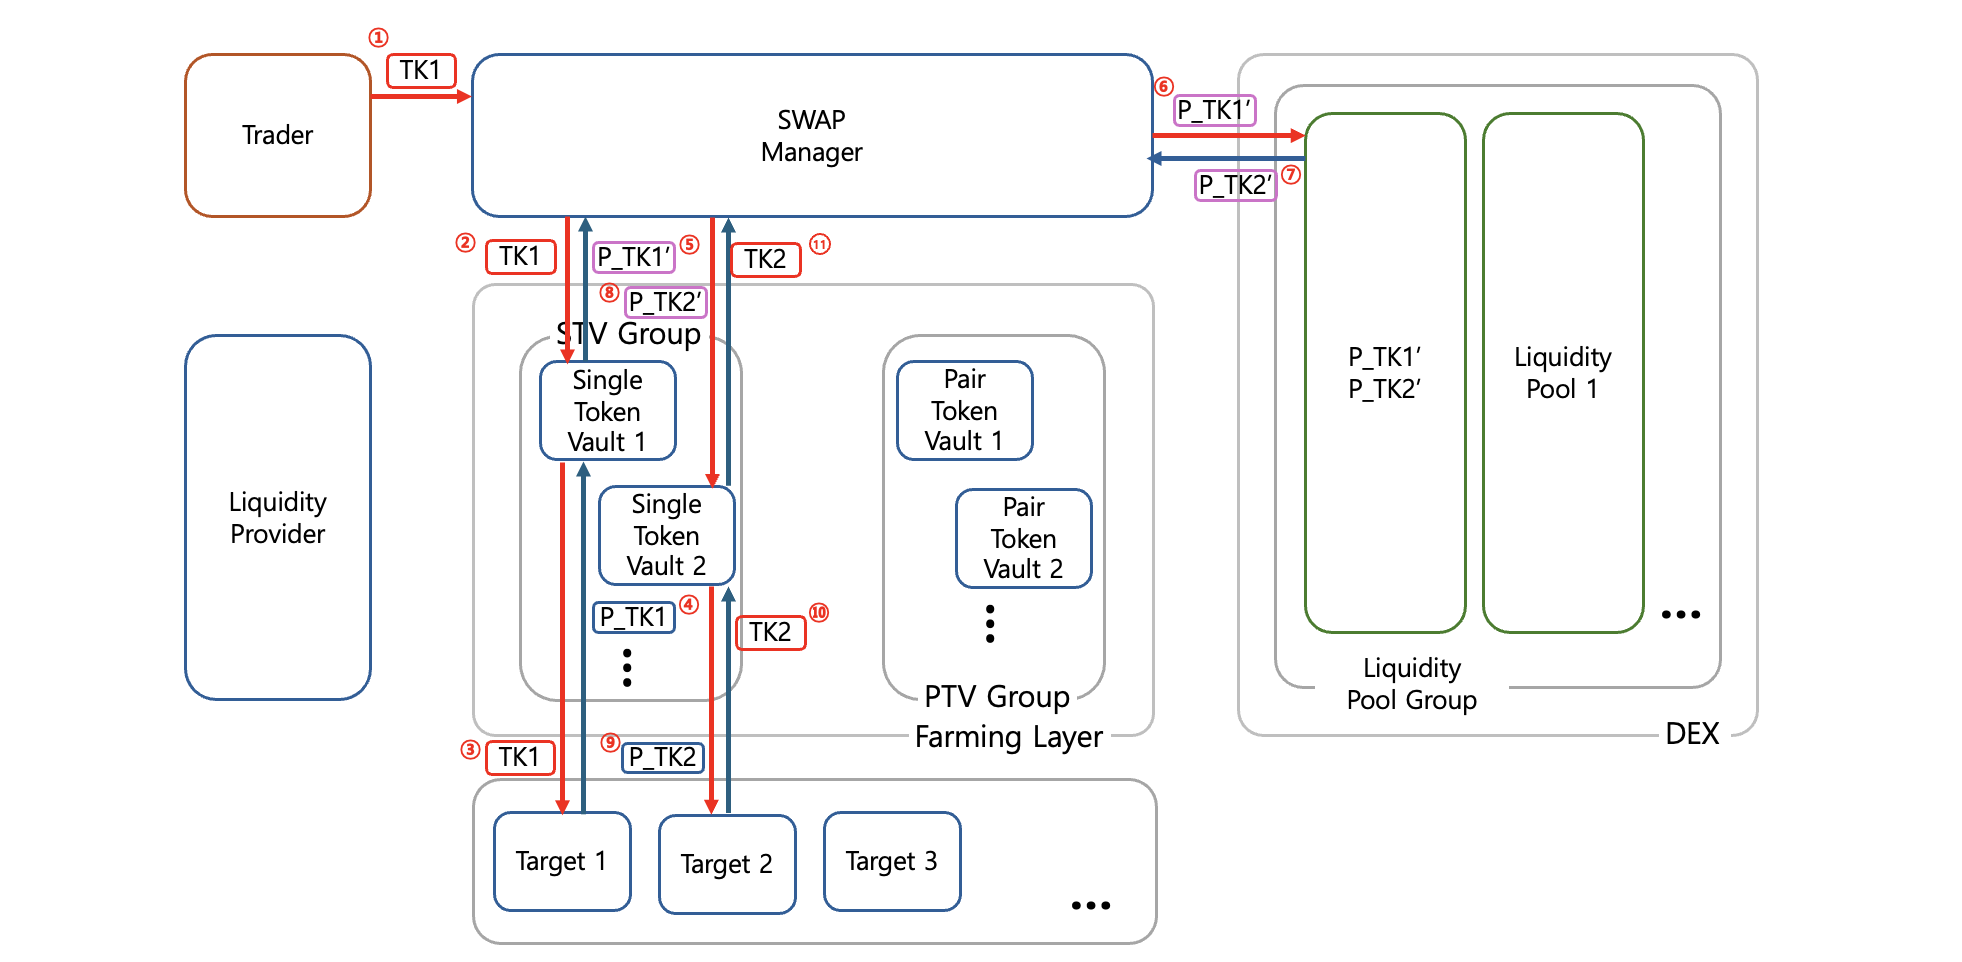 ①
TK1
Trader
SWAP
Manager
⑥
P_TK1′
P_TK2′
⑦
②
TK1
P_TK1′
⑤
TK2
⑪
⑧
P_TK2′
STV Group
Single
Token
Vault 1
Single
Token
Vault 2
P_TK1
④
TK2
⑩
Pair
Token
Vault 1
Pair
Token
Vault 2
PTV Group
Farming Layer
P_TK1′
P_TK2′
Liquidity
Pool 1
Liquidity
Pool Group
DEX
Liquidity
Provider
③
TK1
⑨
P_TK2
Target 1
Target 2
Target 3